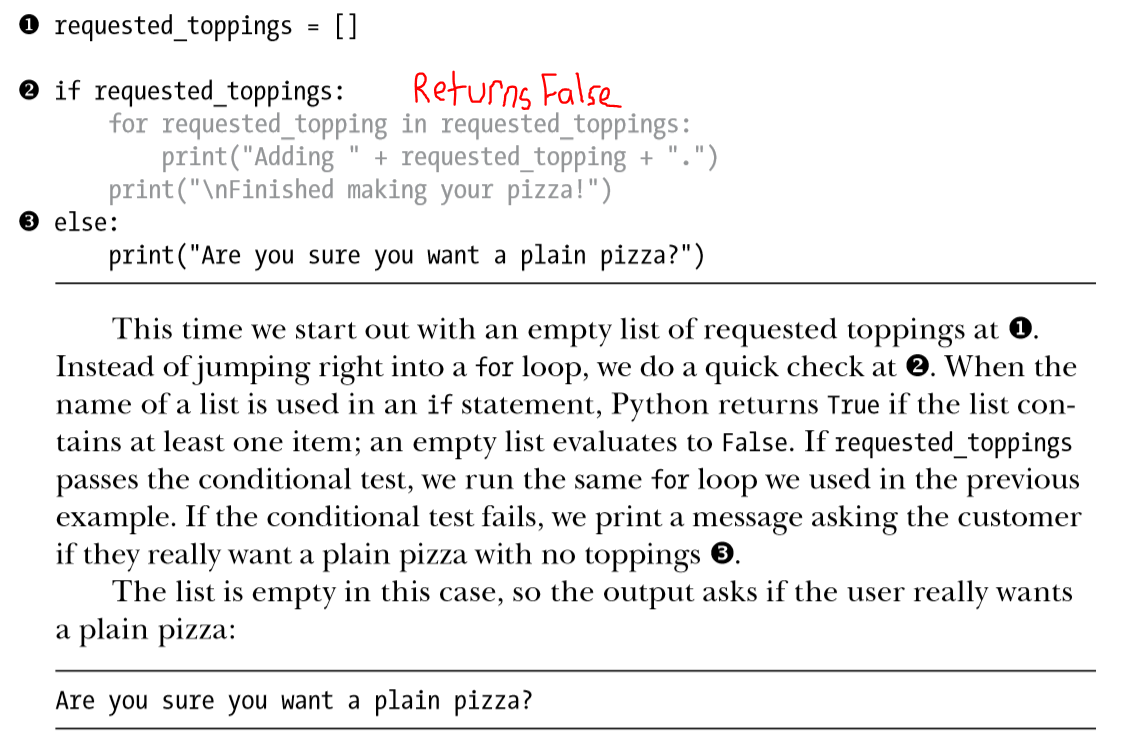 ❶ requested_toppings = []
❷ if requested_toppings: Returns False
for requested_topping in requested_toppings:
print("Adding " + requested_topping + ".")
print("\nFinished making your pizza!")
❸ else:
print("Are you sure you want a plain pizza?")
This time we start out with an empty list of requested toppings at ❶.
Instead of jumping right into a for loop, we do a quick check at ❷. When the
name of a list is used in an if statement, Python returns True if the list con-
tains at least one item; an empty list evaluates to False. If requested_toppings
passes the conditional test, we run the same for loop we used in the previous
example. If the conditional test fails, we print a message asking the customer
if they really want a plain pizza with no toppings ❸.
The list is empty in this case, so the output asks if the user really wants
a plain pizza:
Are you sure you want a plain pizza?